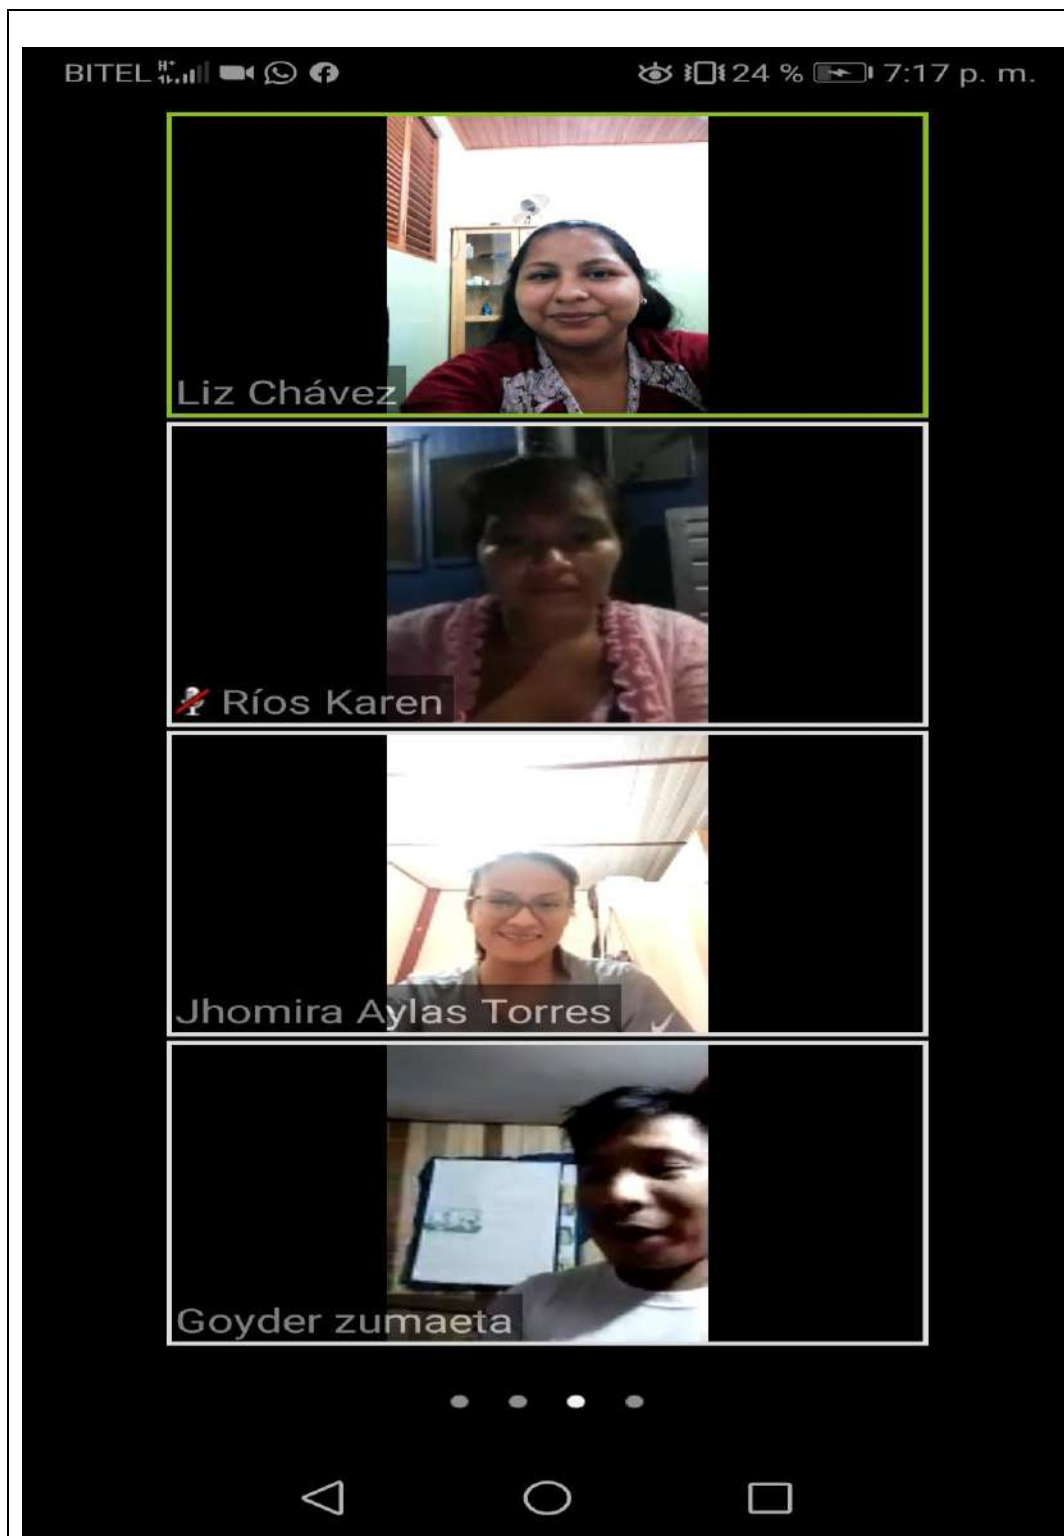 BITEL H+ 24 % 7:17 p. m.
Liz Chávez
Ríos Karen
Jhomira Aylas Torres
Goyder zumaeta